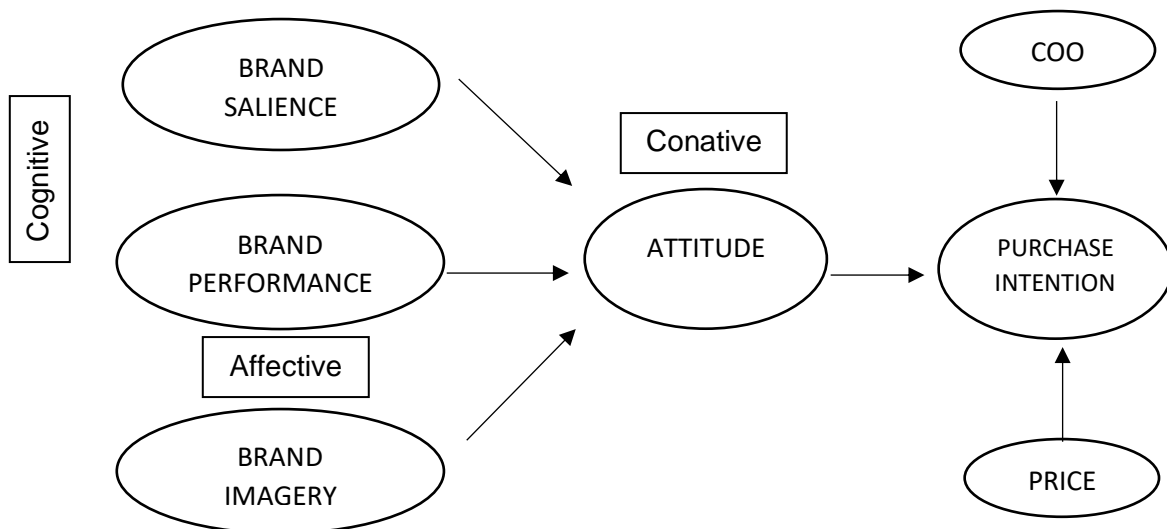 BRAND
SALIENCE
COO
Cognitive
Conative
BRAND
PERFORMANCE
ATTITUDE
PURCHASE
INTENTION
Affective
BRAND
IMAGERY
PRICE